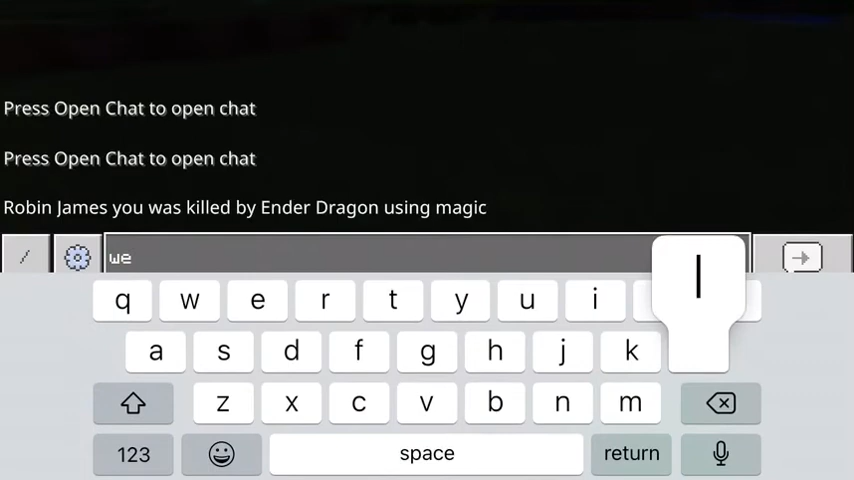 Press Open Chat to open chat
Press Open Chat to open chat
Robin James you was killed by Ender Dragon using magic
/
we
q w e r t y u i
l
a s d f g h j k
z x c v b n m
123 space return